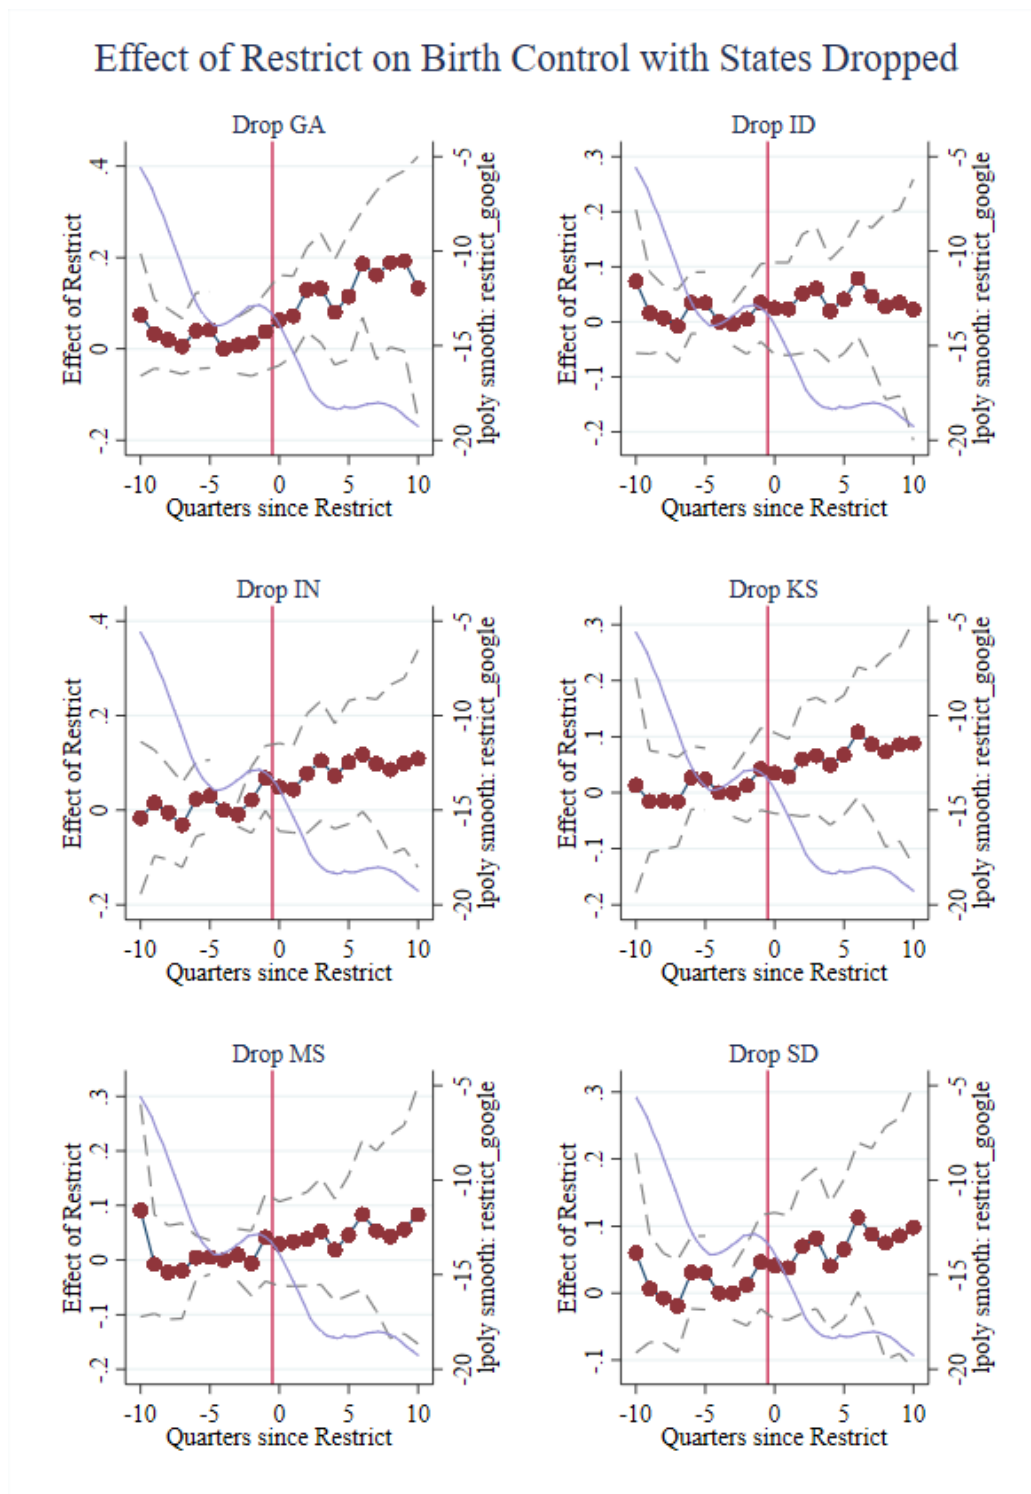 Effect of Restrict on Birth Control with States Dropped
Drop GA
Effect of Restrict
.4
.2
0
-.2
-5
-10
-15
-20
lpoly smooth: restrict_google
-10 -5 0 5 10
Quarters since Restrict
Drop ID
Effect of Restrict
.3
.2
.1
0
-.1
-.2
-5
-10
-15
-20
lpoly smooth: restrict_google
-10 -5 0 5 10
Quarters since Restrict
Drop IN
Effect of Restrict
.4
.2
0
-.2
-5
-10
-15
-20
lpoly smooth: restrict_google
-10 -5 0 5 10
Quarters since Restrict
Drop KS
Effect of Restrict
.3
.2
.1
0
-.1
-.2
-5
-10
-15
-20
lpoly smooth: restrict_google
-10 -5 0 5 10
Quarters since Restrict
Drop MS
Effect of Restrict
.3
.2
.1
0
-.1
-.2
-5
-10
-15
-20
lpoly smooth: restrict_google
-10 -5 0 5 10
Quarters since Restrict
Drop SD
Effect of Restrict
.3
.2
.1
0
-.1
-5
-10
-15
-20
lpoly smooth: restrict_google
-10 -5 0 5 10
Quarters since Restrict